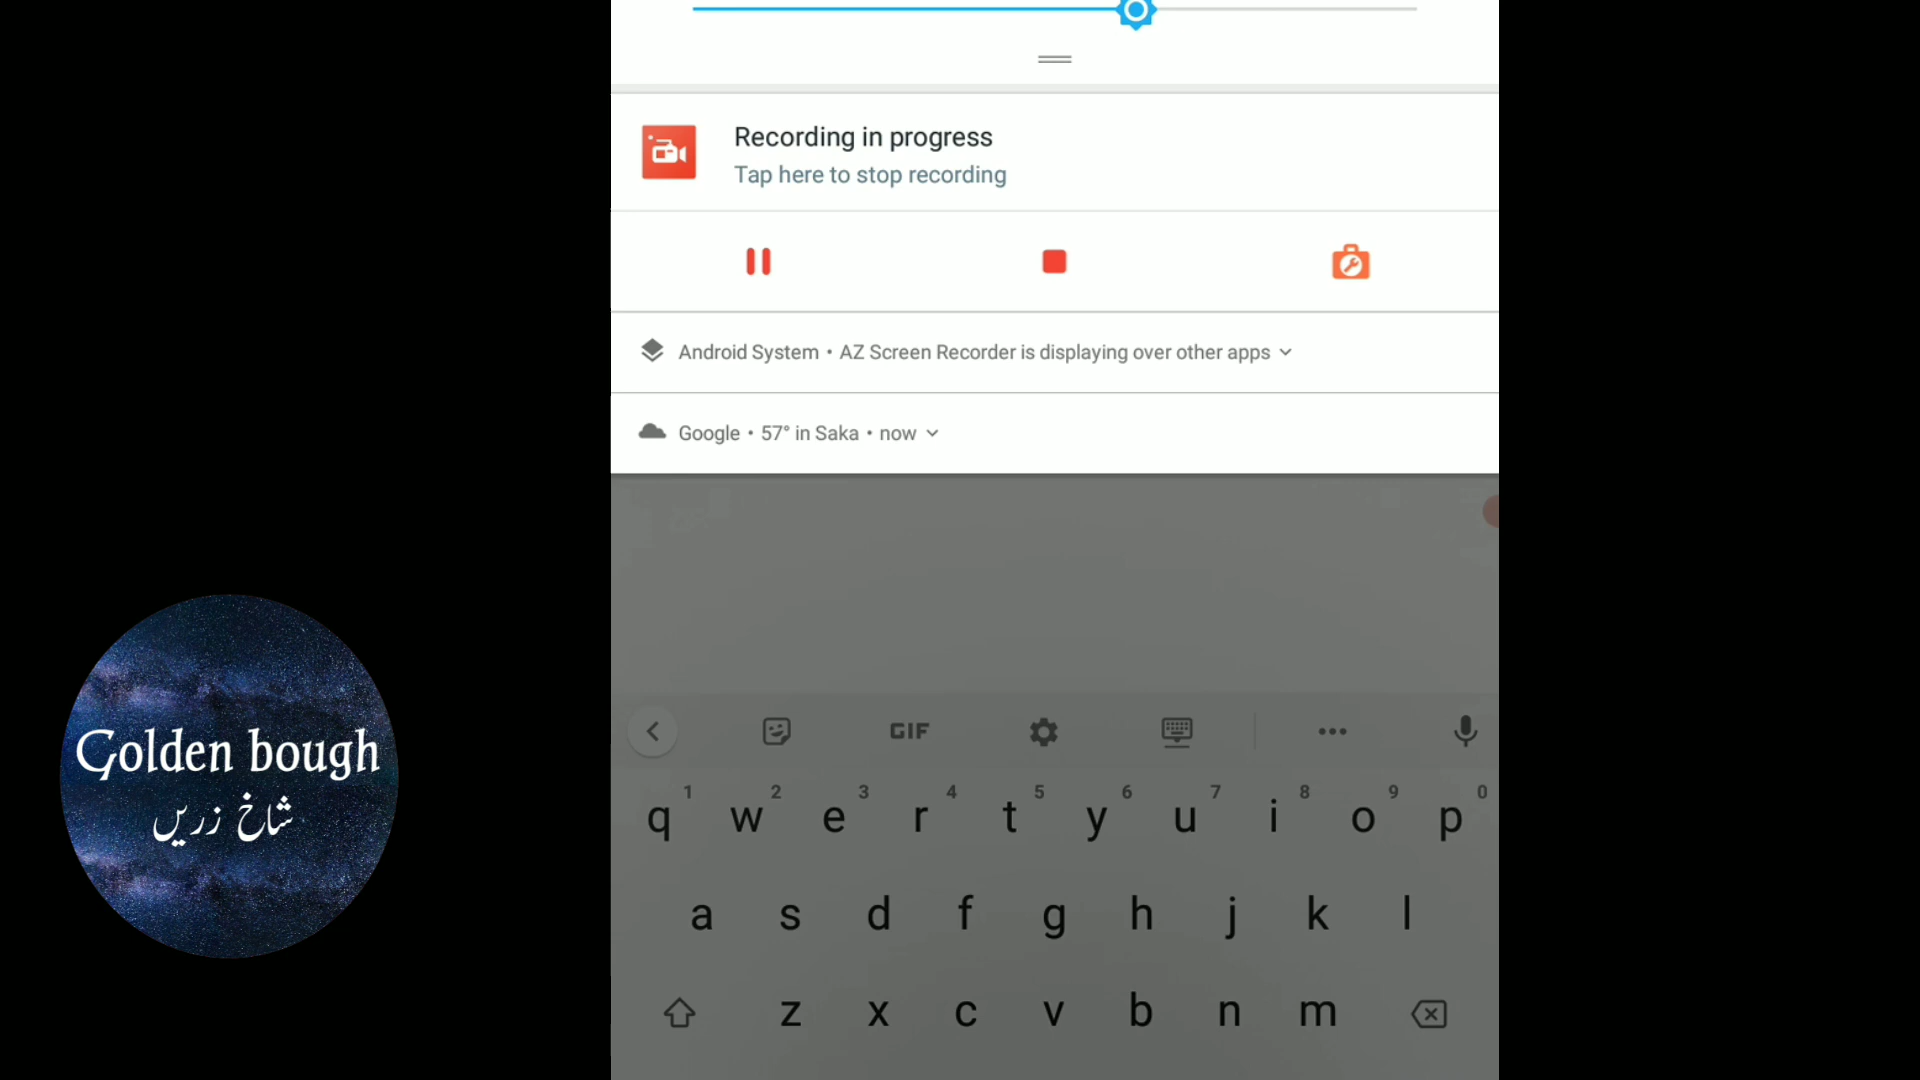 Recording in progress
Tap here to stop recording
Android System • AZ Screen Recorder is displaying over other apps
Google • 57° in Saka • now
GIF
1 2 3 4 5 6 7 8 9 0
q w e r t y u i o p
a s d f g h j k l
z x c v b n m
Golden bough
شاخ زریں